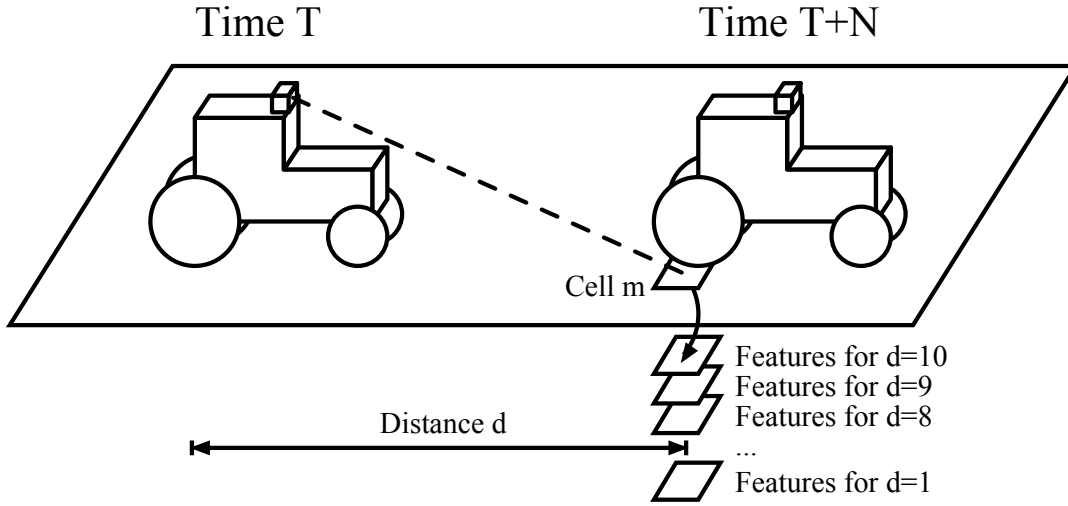 Time T
Time T+N
Cell m
Features for d=10
Features for d=9
Features for d=8
Distance d
...
Features for d=1